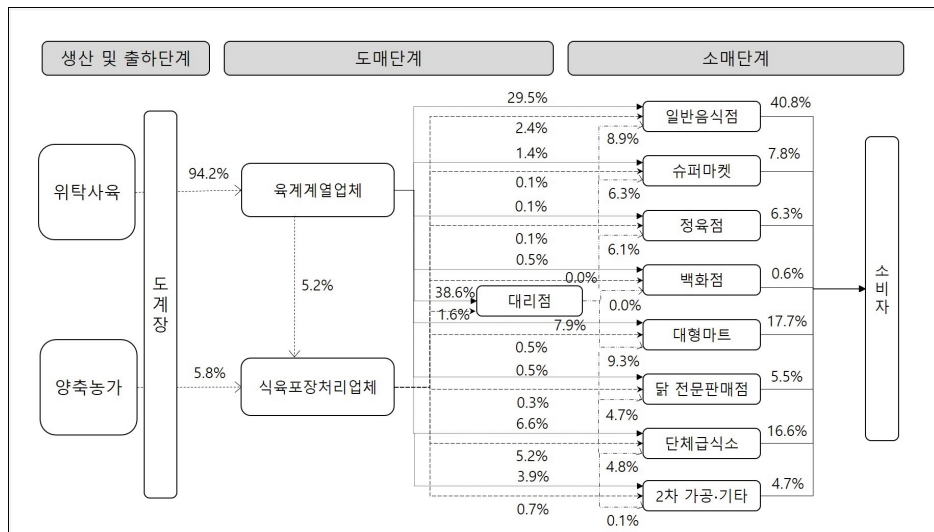 생산 및 출하단계
도매단계
소매단계
위탁사육
양축농가
도계장
94.2%
5.8%
육계계열업체
5.2%
식육포장처리업체
38.6%
1.6%
대리점
29.5%
2.4%
1.4%
0.1%
0.1%
0.1%
0.5%
0.0%
7.9%
0.5%
0.5%
0.3%
6.6%
5.2%
3.9%
0.7%
8.9%
6.3%
6.1%
0.0%
9.3%
4.7%
4.8%
0.1%
일반음식점
40.8%
슈퍼마켓
7.8%
정육점
6.3%
백화점
0.6%
대형마트
17.7%
닭 전문판매점
5.5%
단체급식소
16.6%
2차 가공·기타
4.7%
소비자